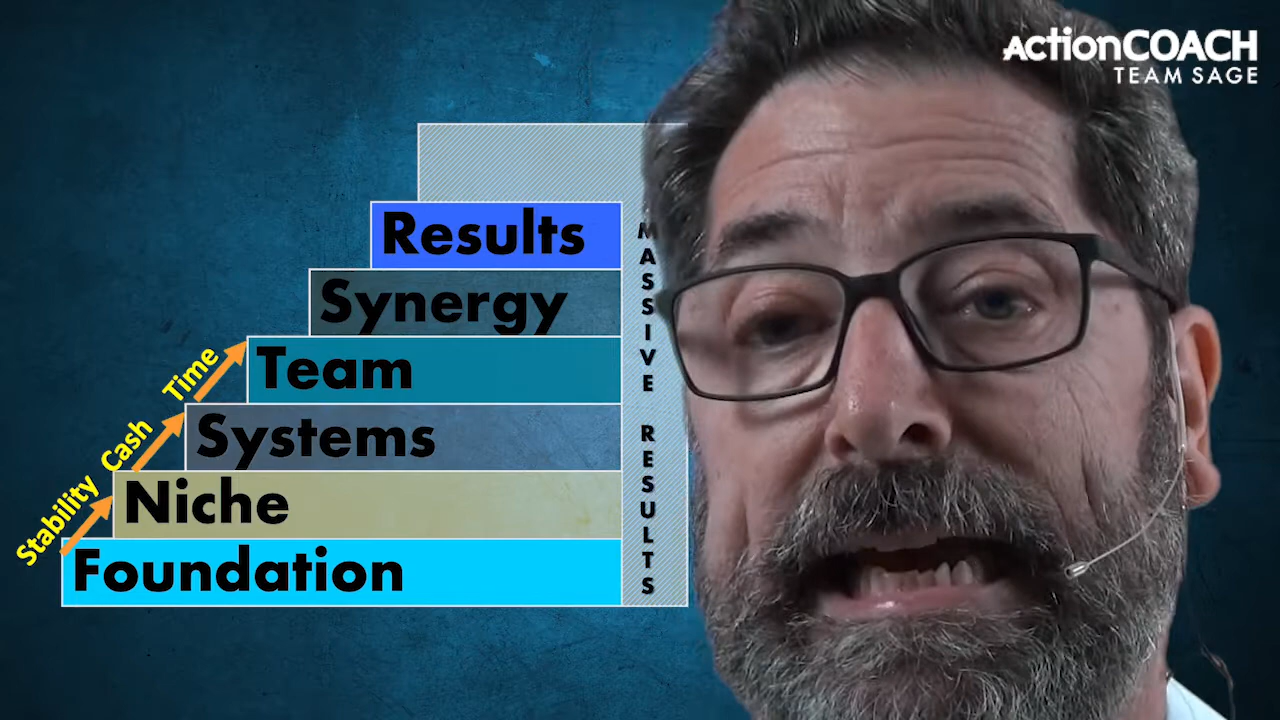 ActionCOACH
TEAM SAGE
Results
Synergy
Team
Systems
Niche
Foundation
Time
Cash
Stability
MASSIVE RESULTS